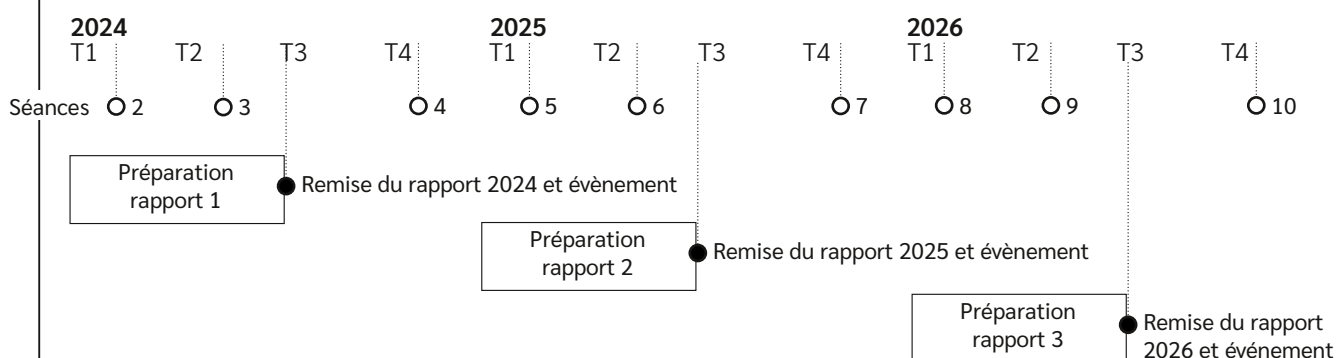 2024 2025 2026
T1 T2 T3 T4 T1 T2 T3 T4 T1 T2 T3 T4
Séances 2 3 4 5 6 7 8 9 10
Préparation
rapport 1
Remise du rapport 2024 et évènement
Préparation
rapport 2
Remise du rapport 2025 et évènement
Préparation
rapport 3
Remise du rapport
2026 et événement